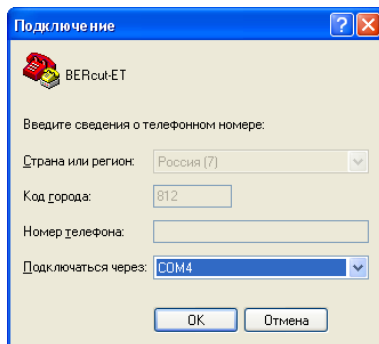 Подключение
BERcut-ET
Введите сведения о телефонном номере:
Страна или регион: Россия (7)
Код города: 812
Номер телефона:
Подключаться через: COM4
OK Отмена